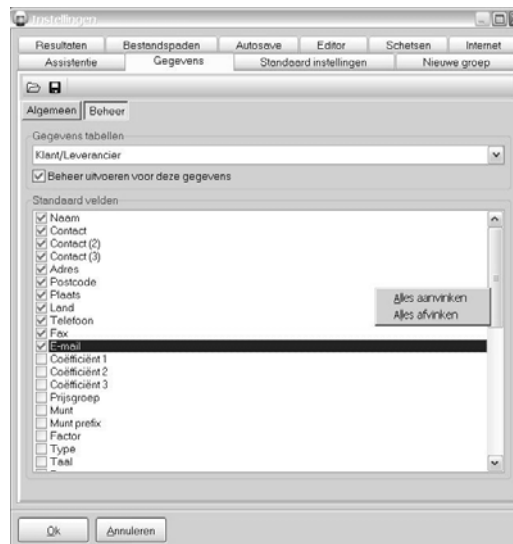 Instellingen
Resultaten Bestandspaden Autosave Editor Schetsen Internet
Assistentie Gegevens Standaard instellingen Nieuwe groep
Algemeen Beheer
Gegevens tabellen
Klant/Leverancier
Beheer uitvoeren voor deze gegevens
Standaard velden
Naam
Contact
Contact (2)
Contact (3)
Adres
Postcode
Plaats
Land
Telefoon
Fax
E-mail
Coëfficiënt 1
Coëfficiënt 2
Coëfficiënt 3
Prijsgroep
Munt
Munt prefix
Factor
Type
Taal
Alles aanvinken
Alles afvinken
Ok Annuleren